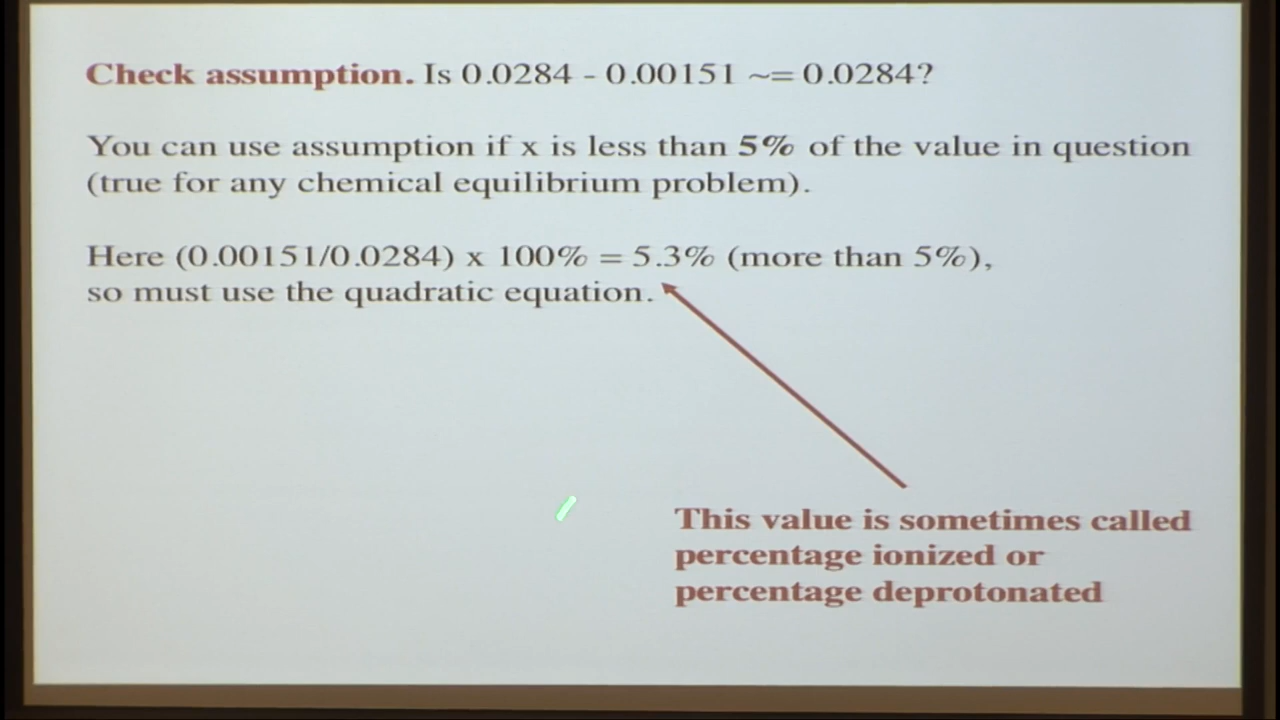 Check assumption. Is 0.0284 - 0.00151 ~= 0.0284?
You can use assumption if x is less than 5% of the value in question
(true for any chemical equilibrium problem).
Here (0.00151/0.0284) x 100% = 5.3% (more than 5%),
so must use the quadratic equation.
This value is sometimes called
percentage ionized or
percentage deprotonated